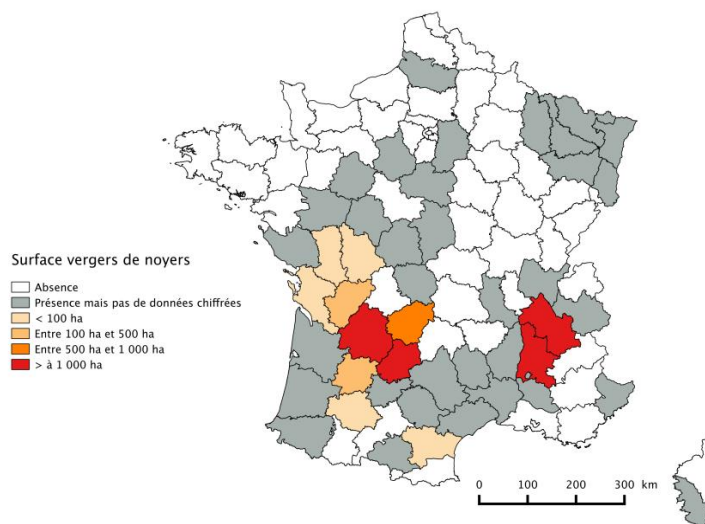 Surface vergers de noyers
Absence
Présence mais pas de données chiffrées
< 100 ha
Entre 100 ha et 500 ha
Entre 500 ha et 1 000 ha
> à 1 000 ha
0 100 200 300 km